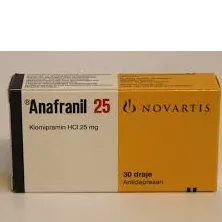 ®Anafranil 25
NOVARTIS
Klomipramin HCl 25 mg
30 draje
Antidepresan